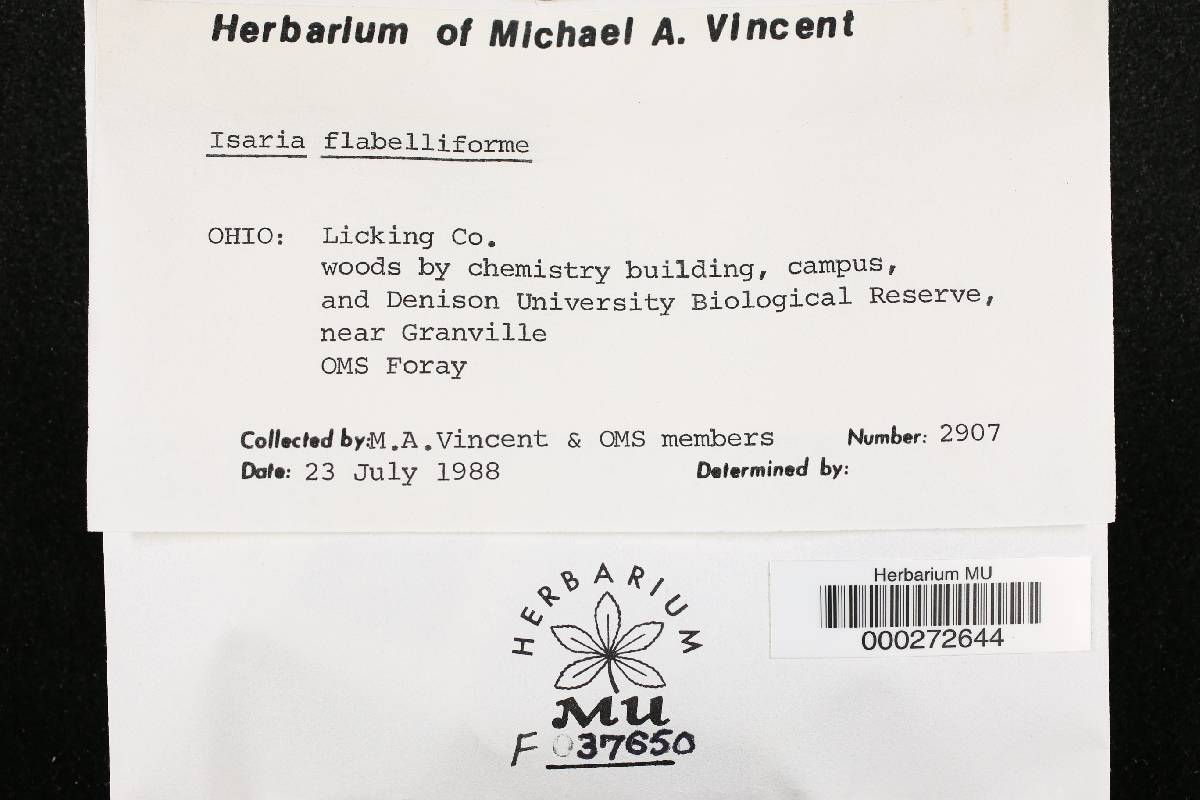 Herbarium of Michael A. Vincent
Isaria flabelliforme
OHIO: Licking Co.
woods by chemistry building, campus,
and Denison University Biological Reserve,
near Granville
OMS Foray
Collected by: M.A.Vincent & OMS members Number: 2907
Date: 23 July 1988 Determined by:
HERBARIUM
MU
F 037650
Herbarium MU
000272644